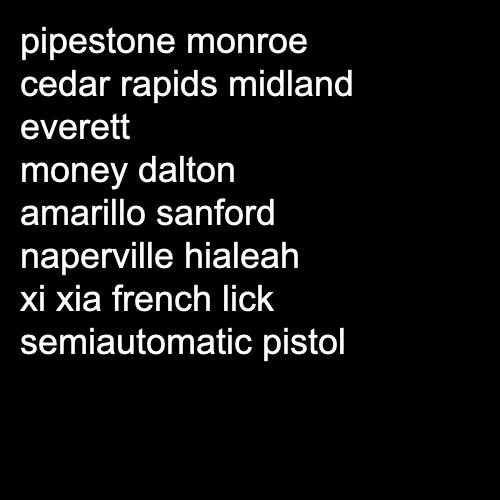 pipestone monroe
cedar rapids midland
everett
money dalton
amarillo sanford
naperville hialeah
xi xia french lick
semiautomatic pistol